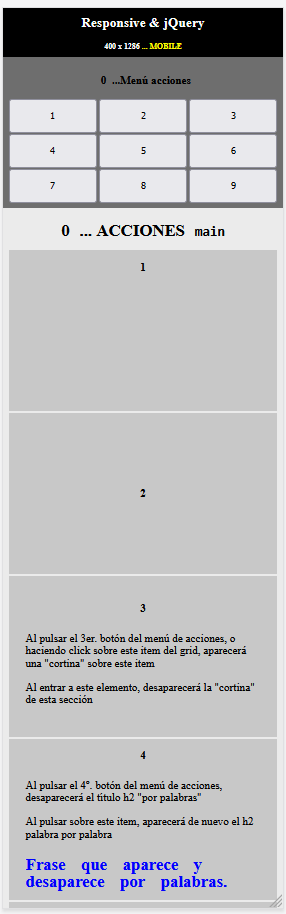 Responsive & jQuery
400 x 1286 ... MOBILE
0 ...Menú acciones
1 2 3
4 5 6
7 8 9
0 ... ACCIONES main
1
2
3
Al pulsar el 3er. botón del menú de acciones, o
haciendo click sobre este item del grid, aparecerá
una "cortina" sobre este item
Al entrar a este elemento, desaparecerá la "cortina"
de esta sección
4
Al pulsar el 4º. botón del menú de acciones,
desaparecerá el título h2 "por palabras"
Al pulsar sobre este item, aparecerá de nuevo el h2
palabra por palabra
Frase que aparece y
desaparece por palabras.